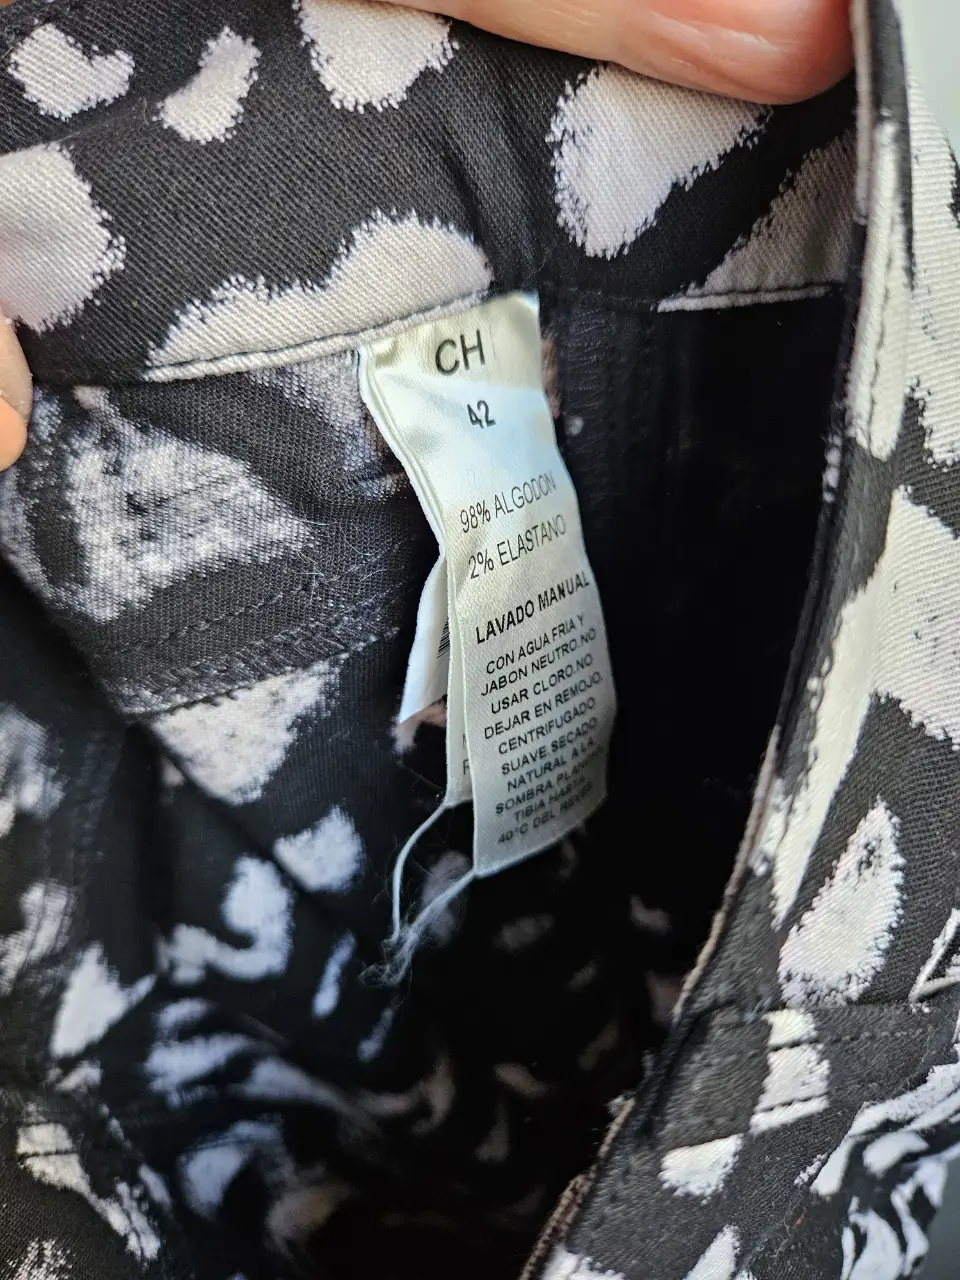 CH
42
98% ALGODON
2% ELASTANO
LAVADO MANUAL
CON AGUA FRIA Y
JABON NEUTRO.NO
USAR CLORO.NO
DEJAR EN REMOJO.
CENTRIFUGADO
SUAVE.SECADO
NATURAL A LA
SOMBRA.PLANCHA
TIBIA HASTA
40°C DEL REVES